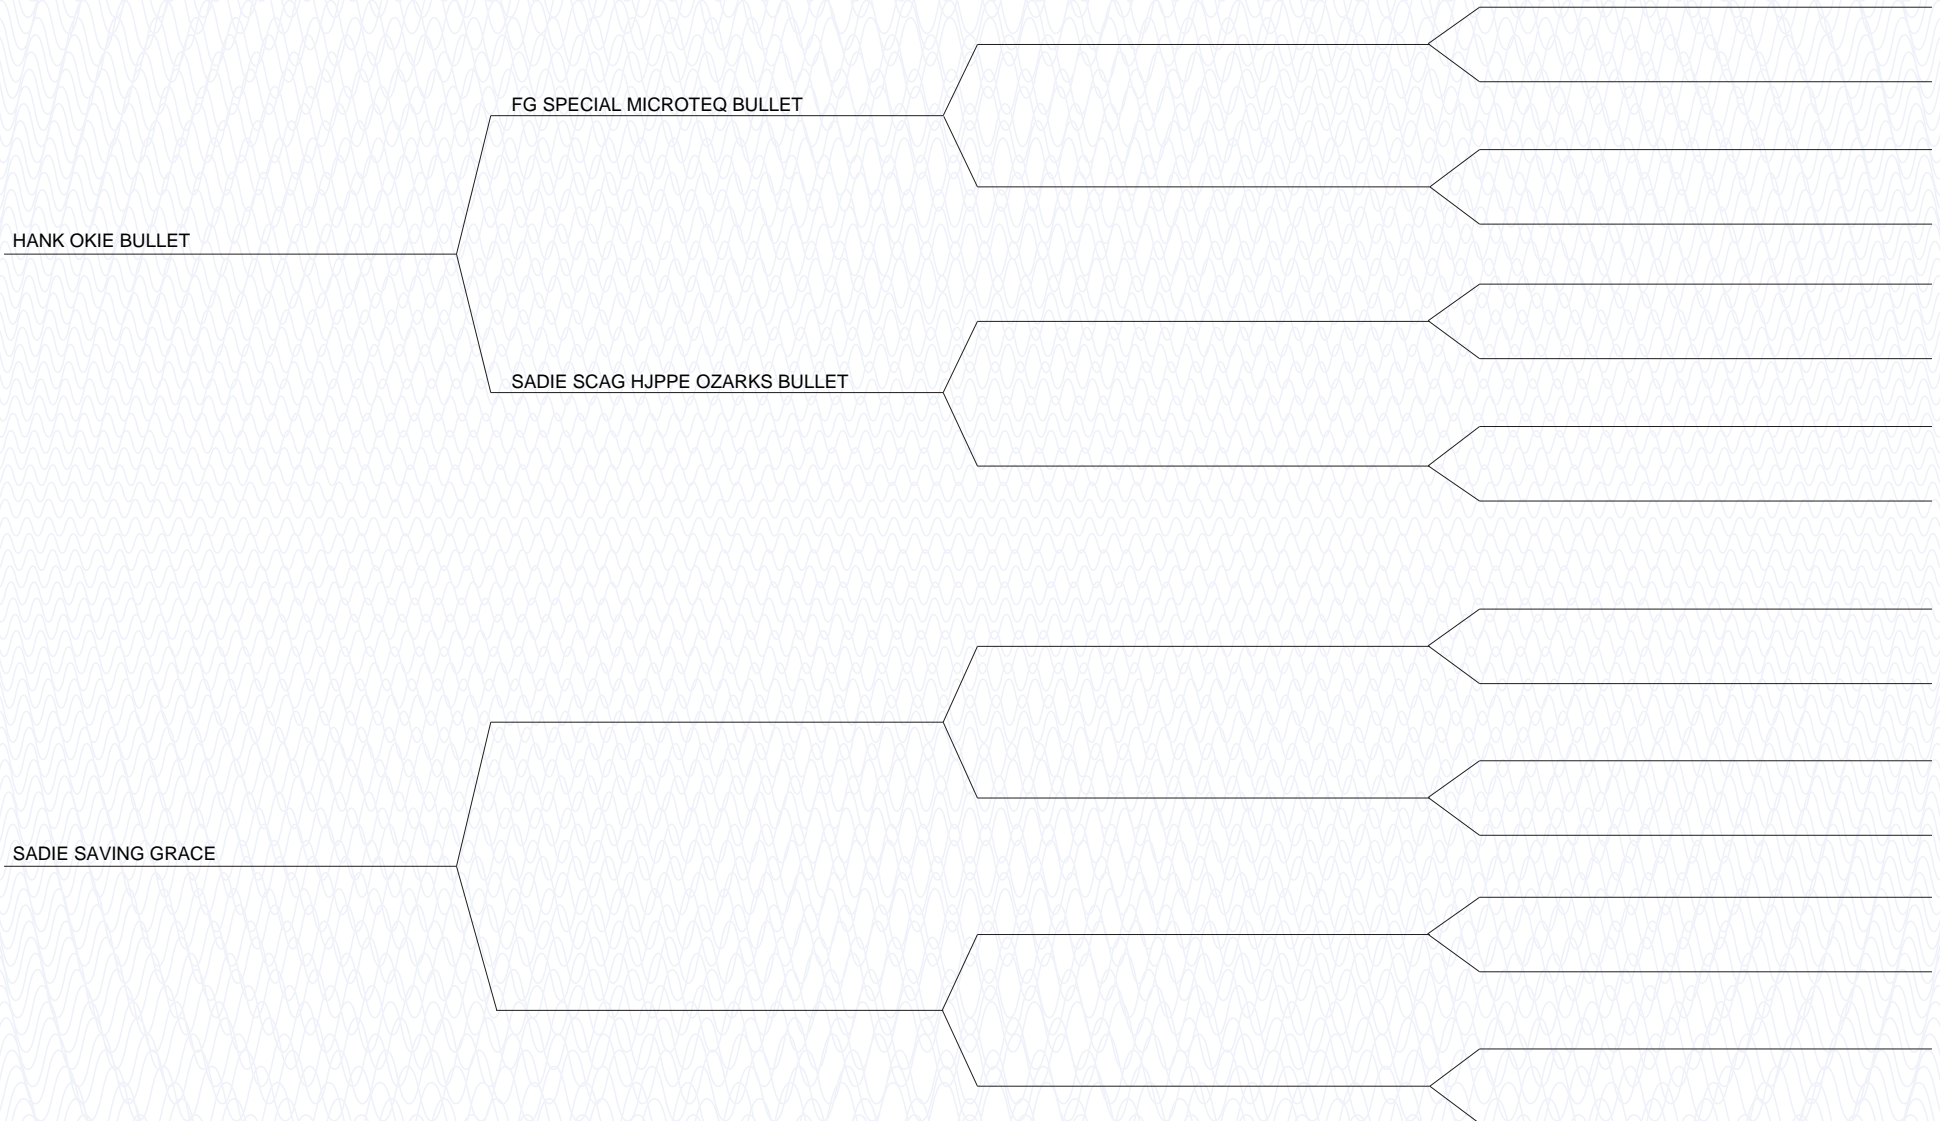 FG SPECIAL MICROTEQ BULLET
HANK OKIE BULLET
SADIE SCAG HJPPE OZARKS BULLET
SADIE SAVING GRACE